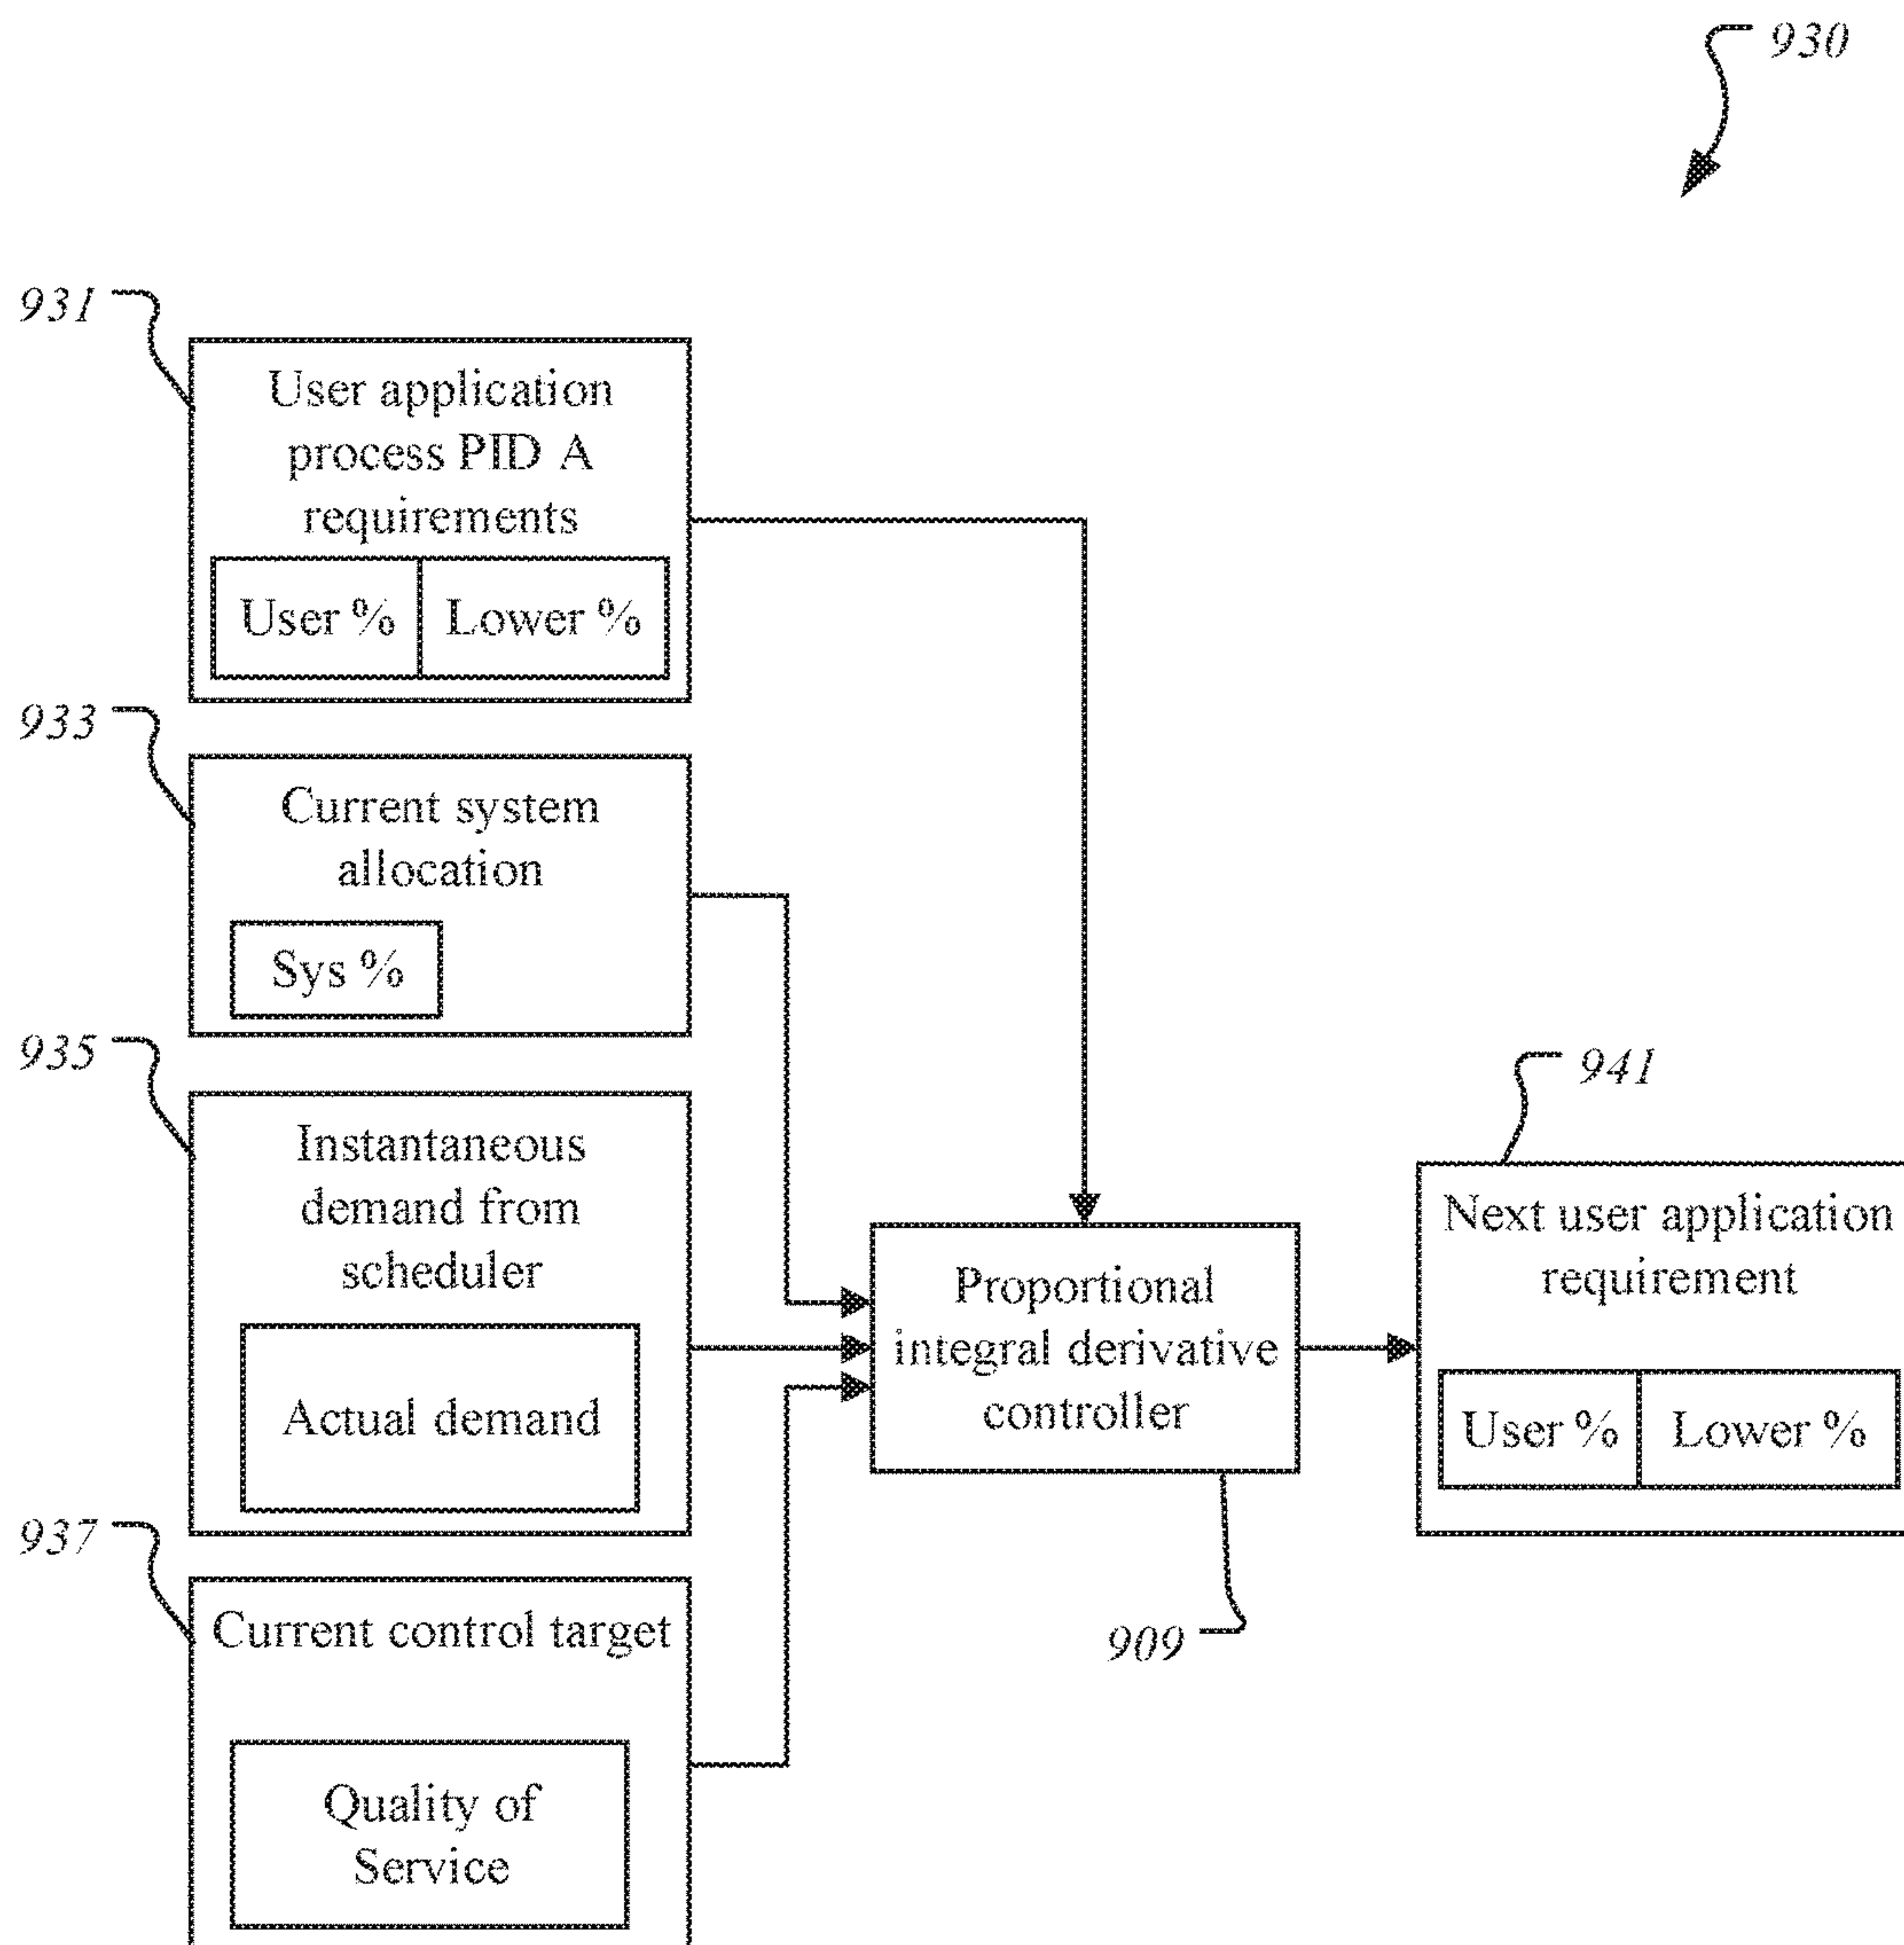 930
931
User application
process PID A
requirements
User %
Lower %
933
Current system
allocation
Sys %
935
Instantaneous
demand from
scheduler
Actual demand
937
Current control target
Quality of
Service
Proportional
integral derivative
controller
909
941
Next user application
requirement
User %
Lower %